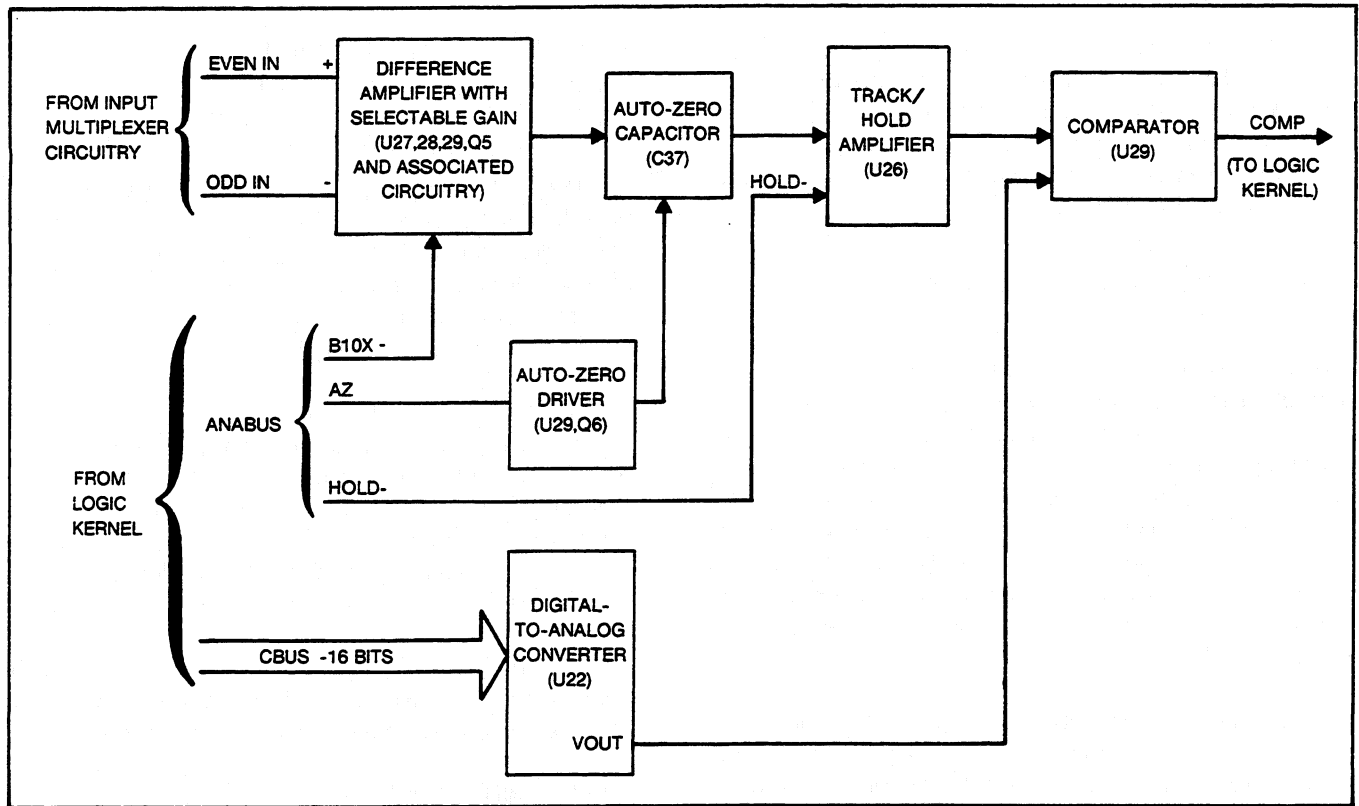 FROM INPUT
MULTIPLEXER
CIRCUITRY
EVEN IN +
ODD IN -
DIFFERENCE
AMPLIFIER WITH
SELECTABLE GAIN
(U27,28,29,Q5
AND ASSOCIATED
CIRCUITRY)
AUTO-ZERO
CAPACITOR
(C37)
TRACK/
HOLD
AMPLIFIER
(U26)
HOLD-
COMPARATOR
(U29)
COMP
(TO LOGIC
KERNEL)
FROM
LOGIC
KERNEL
ANABUS
B10X -
AZ
HOLD-
AUTO-ZERO
DRIVER
(U29,Q6)
CBUS -16 BITS
DIGITAL-
TO-ANALOG
CONVERTER
(U22)
VOUT